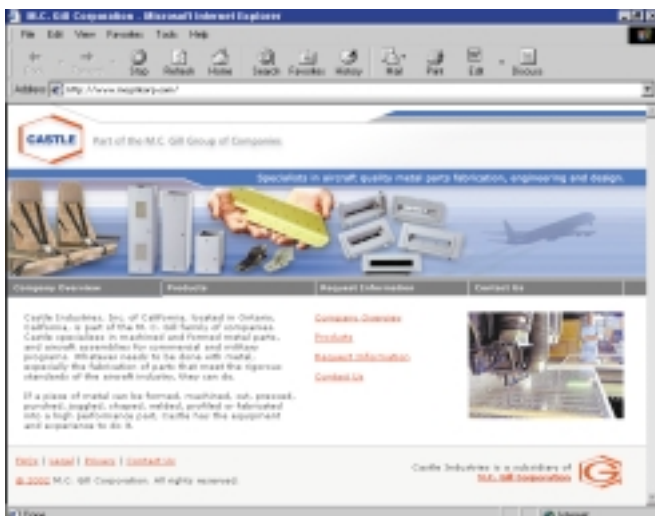 M.C. Gill Corporation - Microsoft Internet Explorer
File Edit View Favorites Tools Help
Stop Refresh Home Search Favorites History Mail Print Edit Discuss
Address http://www.mcgillcorp.com/
CASTLE Part of the M.C. Gill Group of Companies
Specialists in aircraft quality metal parts fabrication, engineering and design.
Company Overview Products Request Information Contact Us
Castle Industries, Inc. of California, located in Ontario,
California, is part of the M. C. Gill family of companies.
Castle specializes in machined and formed metal parts,
and aircraft assemblies for commercial and military
programs. Whatever needs to be done with metal,
especially the fabrication of parts that meet the rigorous
standards of the aircraft industry, they can do.
If a piece of metal can be formed, machined, cut, pressed,
punched, joggled, shaped, welded, profiled or fabricated
into a high performance part, Castle has the equipment
and experience to do it.
Company Overview
Products
Request Information
Contact Us
FAQs | Legal | Privacy | Contact Us
© 2002 M.C. Gill Corporation. All rights reserved.
Castle Industries is a subsidiary of
M.C. Gill Corporation
Done Internet